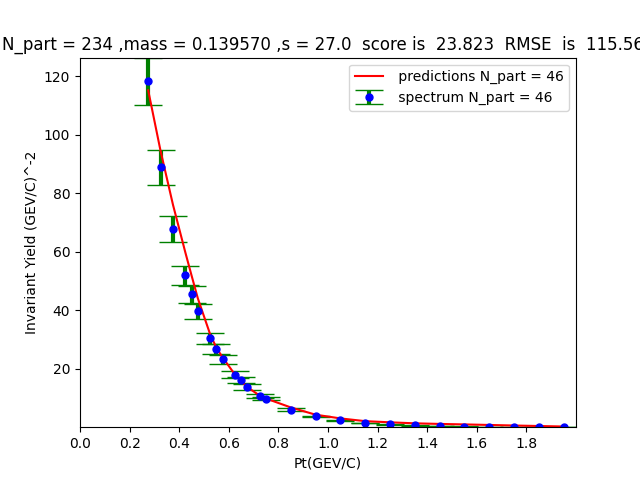 N_part = 234 ,mass = 0.139570 ,s = 27.0  score is  23.823  RMSE  is  115.56
predictions N_part = 46
spectrum N_part = 46
Invariant Yield (GEV/C)^-2
120
100
80
60
40
20
0.0 0.2 0.4 0.6 0.8 1.0 1.2 1.4 1.6 1.8
Pt(GEV/C)